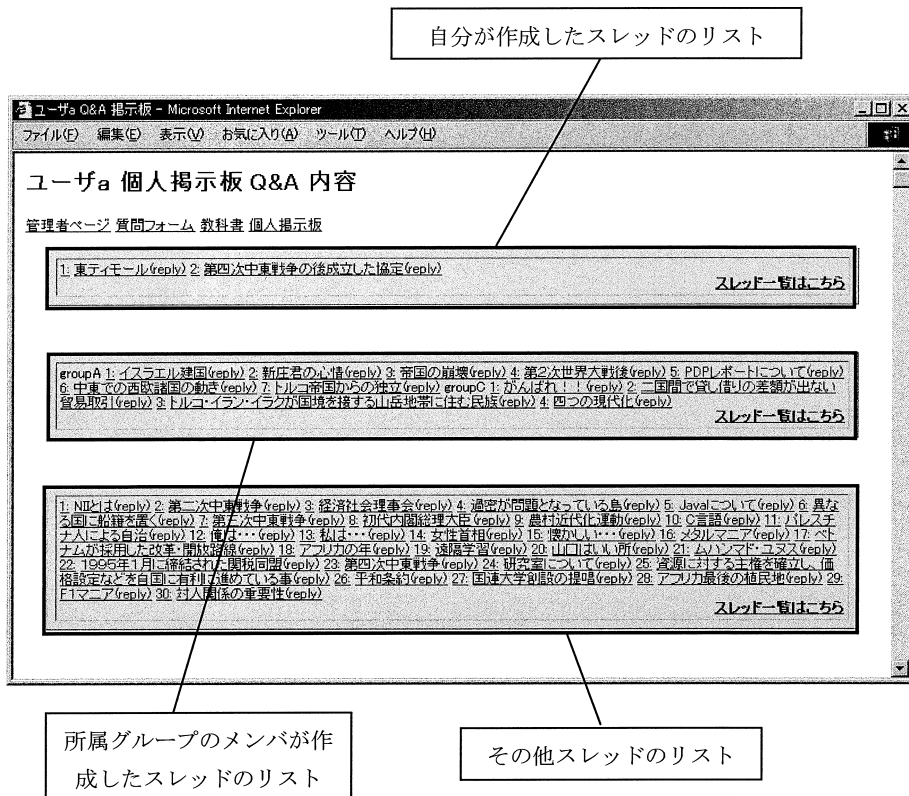 自分が作成したスレッドのリスト
ユーザa Q&A 掲示板 - Microsoft Internet Explorer
ファイル(F) 編集(E) 表示(V) お気に入り(A) ツール(T) ヘルプ(H)
ユーザa 個人掲示板 Q&A 内容
管理者ページ 質問フォーム 教科書 個人掲示板
1: 東ティモール(reply) 2: 第四次中東戦争の後成立した協定(reply)
スレッド一覧はこちら
groupA 1: イスラエル建国(reply) 2: 新庄君の心情(reply) 3: 帝国の崩壊(reply) 4: 第2次世界大戦後(reply) 5: PDPレポートについて(reply)
6: 中東での西欧諸国の動き(reply) 7: トルコ帝国からの独立(reply) groupC 1: がんばれ!!(reply) 2: 二国間で貸し借りの差額が出ない
貿易取引(reply) 3: トルコ・イラン・イラクが国境を接する山岳地帯に住む民族(reply) 4: 四つの現代化(reply)
スレッド一覧はこちら
1: NIIとは(reply) 2: 第二次中東戦争(reply) 3: 経済社会理事会(reply) 4: 過密が問題となっている島(reply) 5: Javaについて(reply) 6: 異な
る国に船籍を置く(reply) 7: 第三次中東戦争(reply) 8: 初代内閣総理大臣(reply) 9: 農村近代化運動(reply) 10: C言語(reply) 11: パレスチ
ナ人による自治(reply) 12: 俺は・・・(reply) 13: 私は・・・(reply) 14: 女性首相(reply) 15: 懐かしい・・・(reply) 16: メタルマニア(reply) 17: ベト
ナムが採用した改革・開放路線(reply) 18: アフリカの年(reply) 19: 遠隔学習(reply) 20: 山口はいい所(reply) 21: ムハンマド・ユヌス(reply)
22: 1995年1月に締結された関税同盟(reply) 23: 第四次中東戦争(reply) 24: 研究室について(reply) 25: 資源に対する主権を確立し、価
格設定などを自国に有利に進めている事(reply) 26: 平和条約(reply) 27: 国連大学創設の提唱(reply) 28: アフリカ最後の植民地(reply) 29:
F1マニア(reply) 30: 対人関係の重要性(reply)
スレッド一覧はこちら
所属グループのメンバが作
成したスレッドのリスト
その他スレッドのリスト